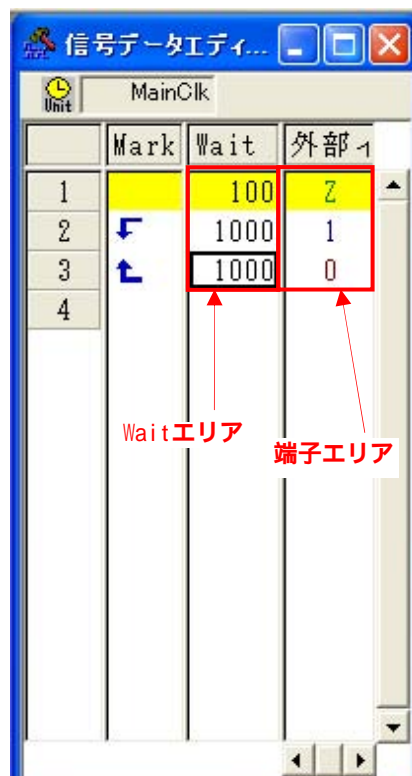 信号データエディ...
Unit MainClk
Mark Wait 外部イ
1 100 Z
2 1000 1
3 1000 0
4
Waitエリア
端子エリア